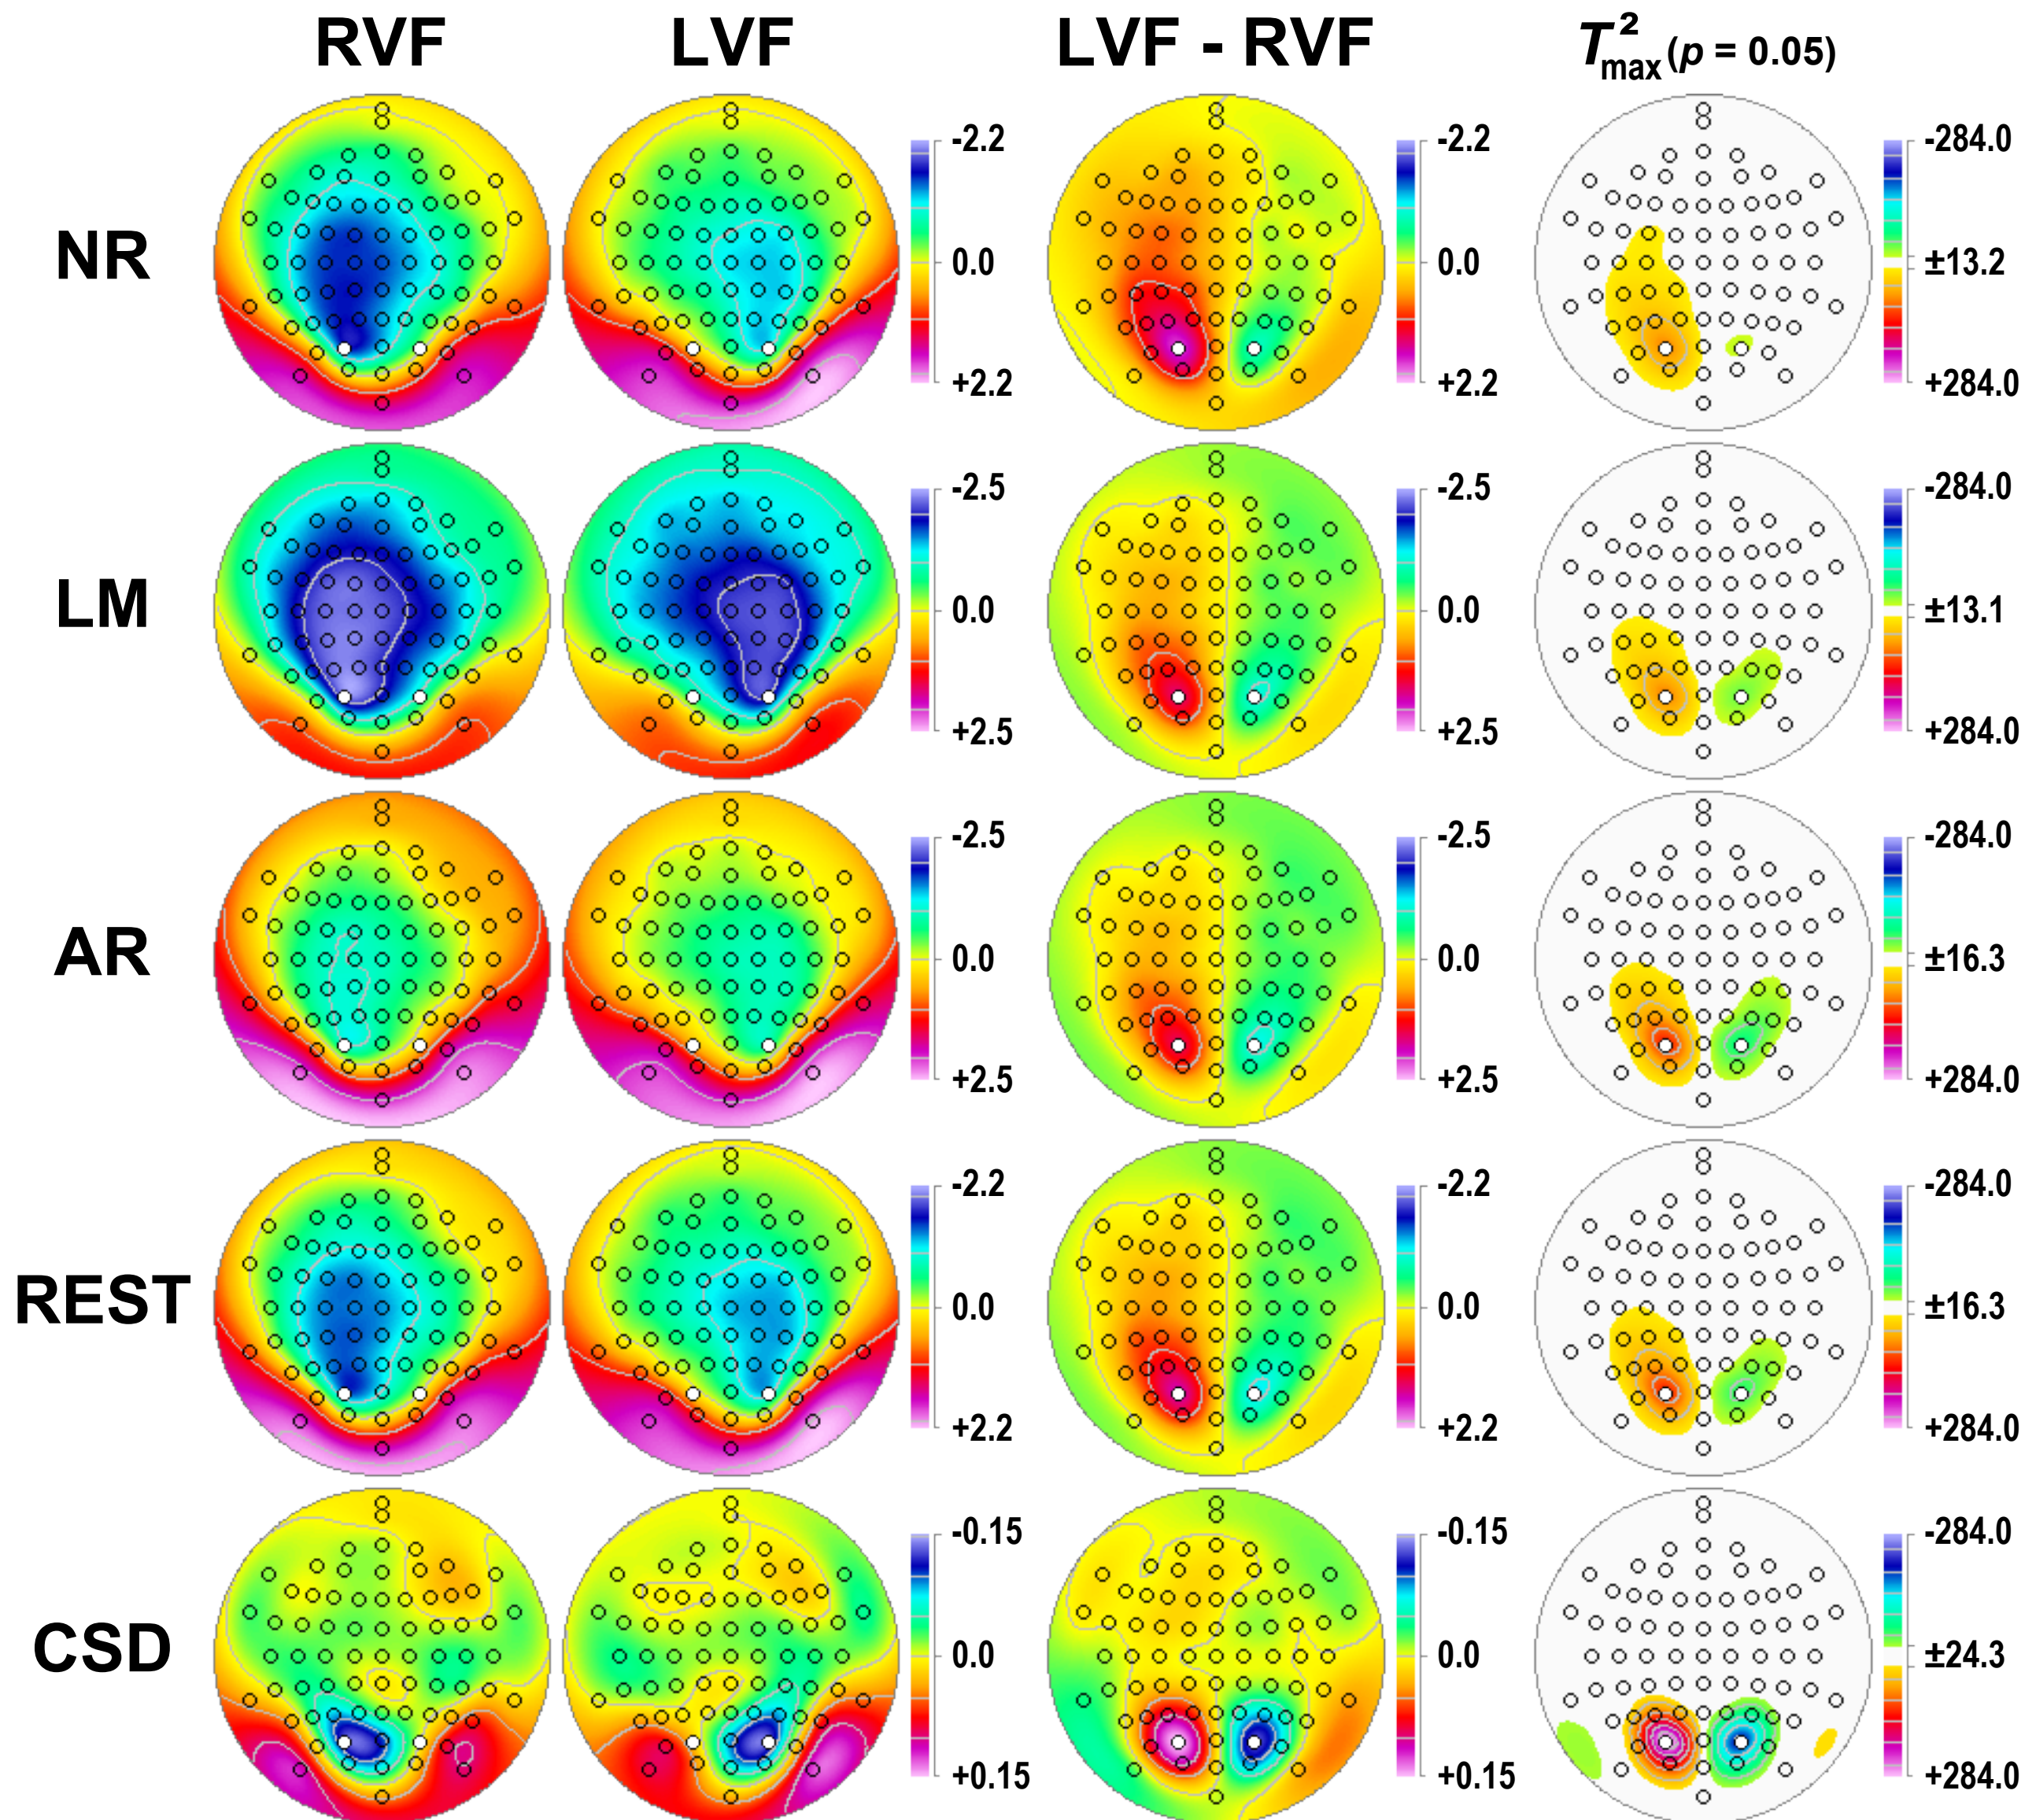 RVF LVF LVF - RVF T²max (p = 0.05)
NR
-2.2 -2.2 -284.0
0.0 0.0 ±13.2
+2.2 +2.2 +284.0
LM
-2.5 -2.5 -284.0
0.0 0.0 ±13.1
+2.5 +2.5 +284.0
AR
-2.5 -2.5 -284.0
0.0 0.0 ±16.3
+2.5 +2.5 +284.0
REST
-2.2 -2.2 -284.0
0.0 0.0 ±16.3
+2.2 +2.2 +284.0
CSD
-0.15 -0.15 -284.0
0.0 0.0 ±24.3
+0.15 +0.15 +284.0